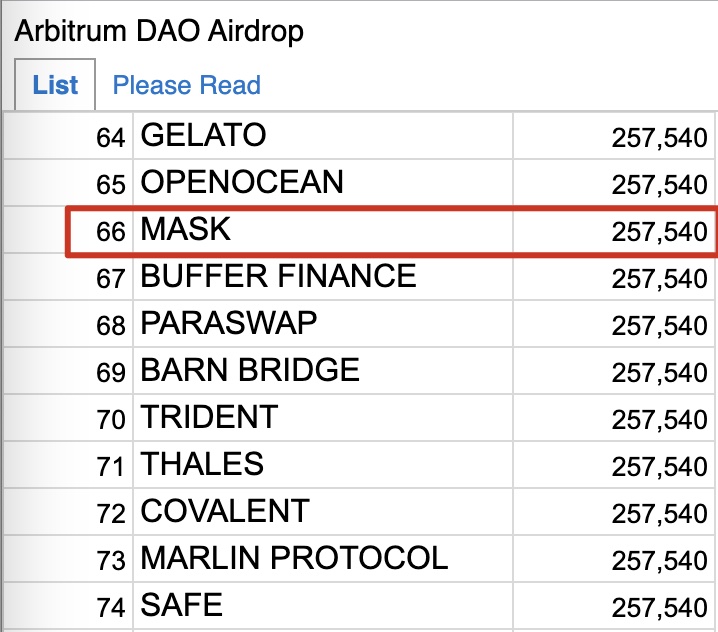 Arbitrum DAO Airdrop
List Please Read
64 GELATO 257,540
65 OPENOCEAN 257,540
66 MASK 257,540
67 BUFFER FINANCE 257,540
68 PARASWAP 257,540
69 BARN BRIDGE 257,540
70 TRIDENT 257,540
71 THALES 257,540
72 COVALENT 257,540
73 MARLIN PROTOCOL 257,540
74 SAFE 257,540